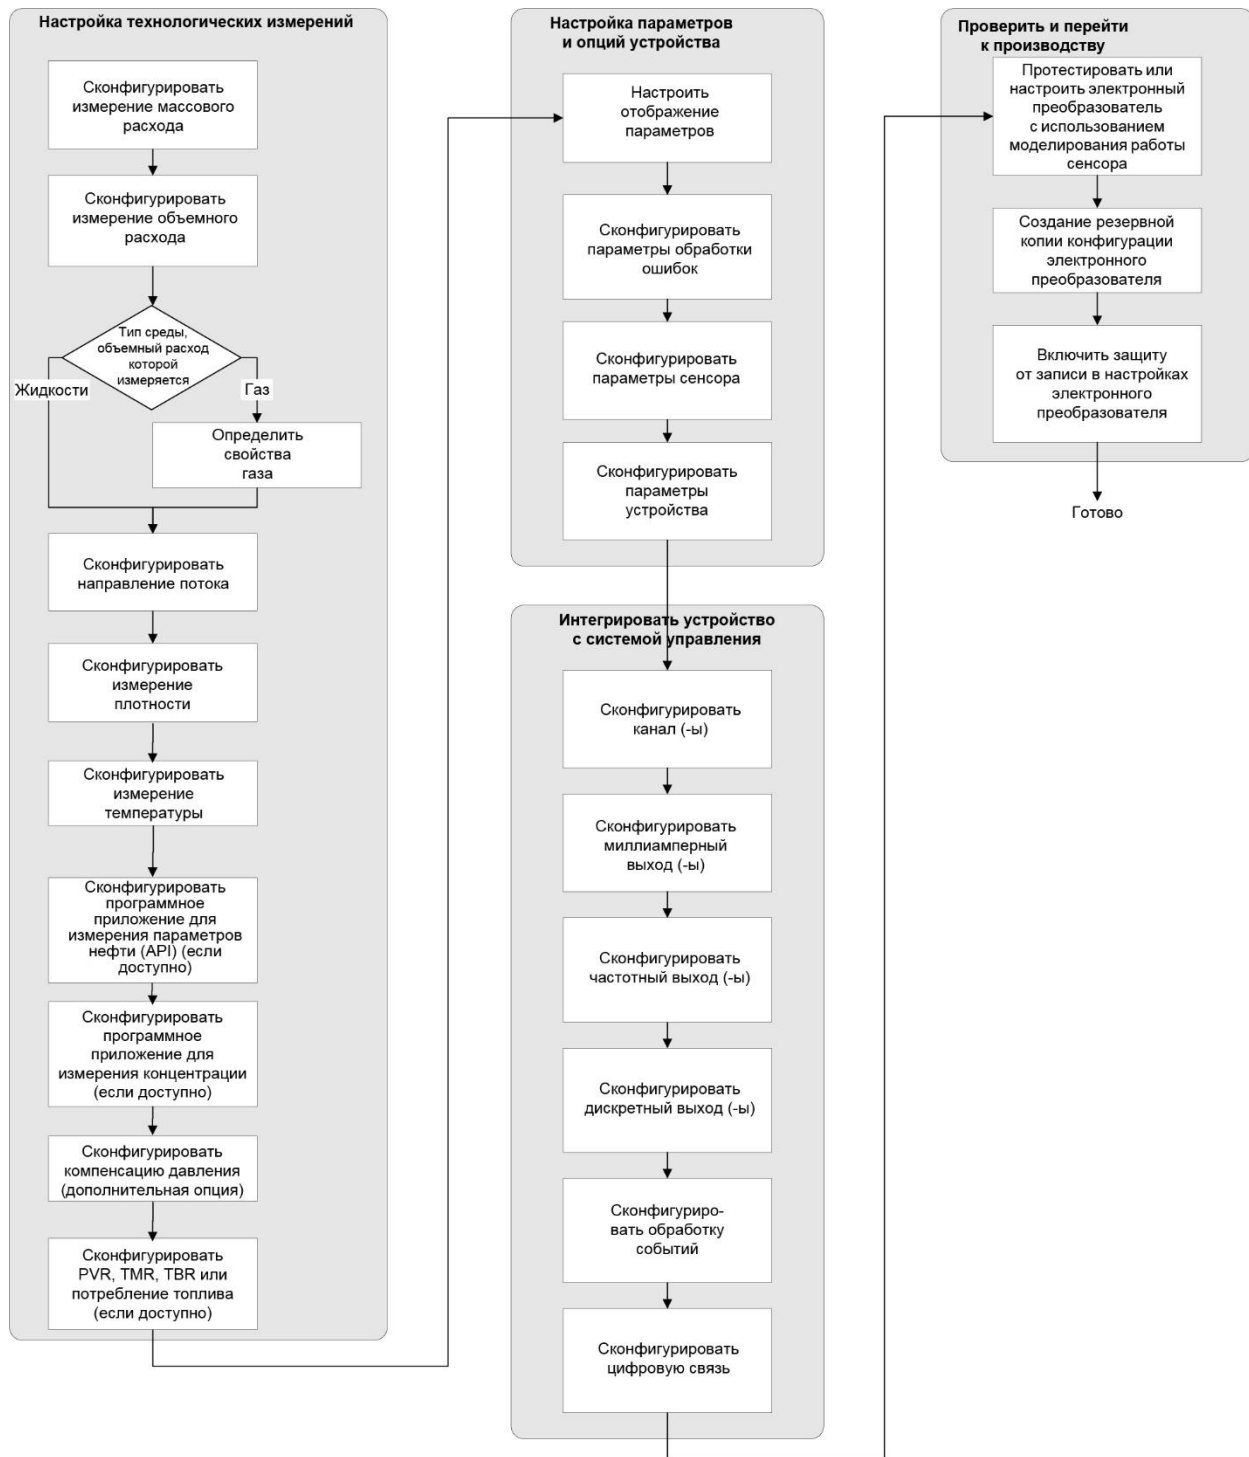 Настройка технологических измерений
Сконфигурировать
измерение массового
расхода
Сконфигурировать
измерение объемного
расхода
Тип среды,
объемный расход
которой
измеряется
Жидкости
Газ
Определить
свойства
газа
Сконфигурировать
направление потока
Сконфигурировать
измерение
плотности
Сконфигурировать
измерение
температуры
Сконфигурировать
программное
приложение для
измерения параметров
нефти (API) (если
доступно)
Сконфигурировать
программное
приложение для
измерения концентрации
(если доступно)
Сконфигурировать
компенсацию давления
(дополнительная опция)
Сконфигурировать
PVR, TMR, TBR или
потребление топлива
(если доступно)
Настройка параметров
и опций устройства
Настроить
отображение
параметров
Сконфигурировать
параметры обработки
ошибок
Сконфигурировать
параметры сенсора
Сконфигурировать
параметры
устройства
Интегрировать устройство
с системой управления
Сконфигурировать
канал (-ы)
Сконфигурировать
миллиамперный
выход (-ы)
Сконфигурировать
частотный выход (-ы)
Сконфигурировать
дискретный выход (-ы)
Сконфигуриро-
вать обработку
событий
Сконфигурировать
цифровую связь
Проверить и перейти
к производству
Протестировать или
настроить электронный
преобразователь
с использованием
моделирования работы
сенсора
Создание резервной
копии конфигурации
электронного
преобразователя
Включить защиту
от записи в настройках
электронного
преобразователя
Готово